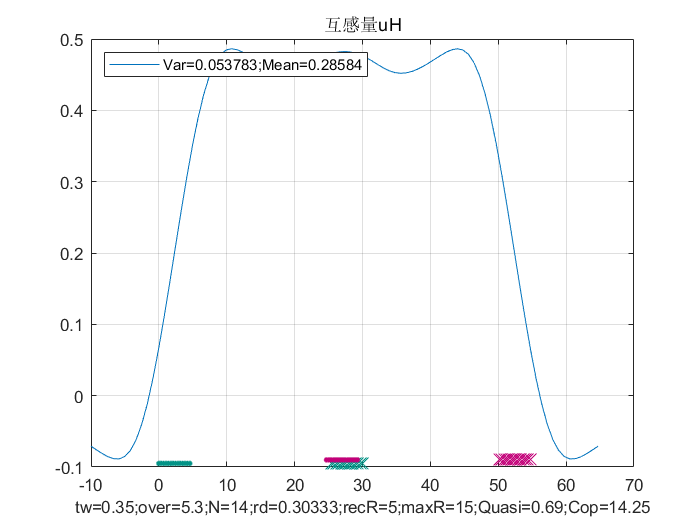 互感量uH
Var=0.053783;Mean=0.28584
0.5
0.4
0.3
0.2
0.1
0
-0.1
-10 0 10 20 30 40 50 60 70
tw=0.35;over=5.3;N=14;rd=0.30333;recR=5;maxR=15;Quasi=0.69;Cop=14.25